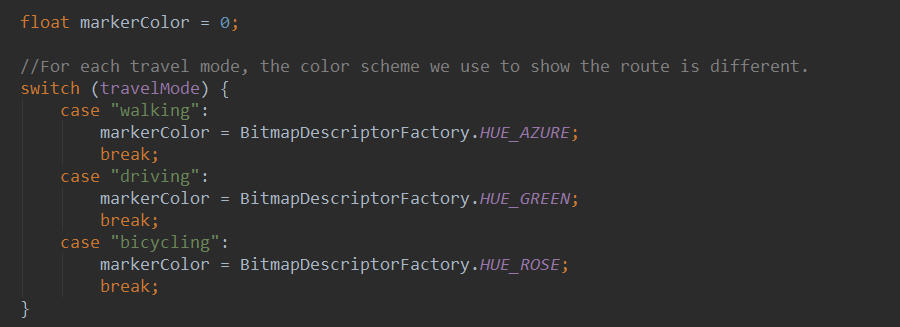 float markerColor = 0;
//For each travel mode, the color scheme we use to show the route is different.
switch (travelMode) {
    case "walking":
        markerColor = BitmapDescriptorFactory.HUE_AZURE;
        break;
    case "driving":
        markerColor = BitmapDescriptorFactory.HUE_GREEN;
        break;
    case "bicycling":
        markerColor = BitmapDescriptorFactory.HUE_ROSE;
        break;
}